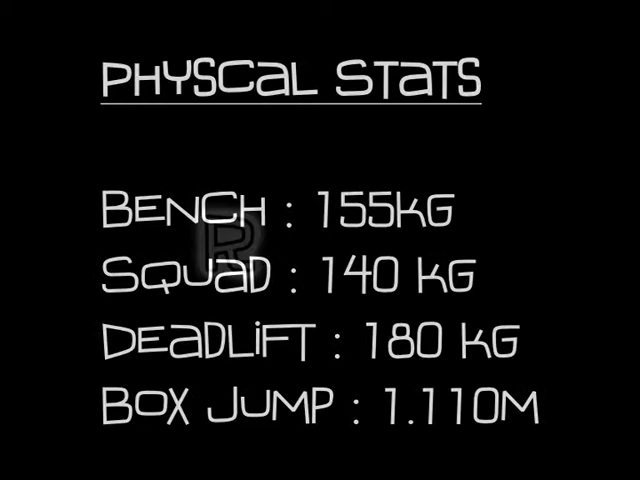 PHYSCAL STATS
BENCH : 155KG
SQUAD : 140 KG
DEADLIFT : 180 KG
BOX JUMP : 1.110M
R